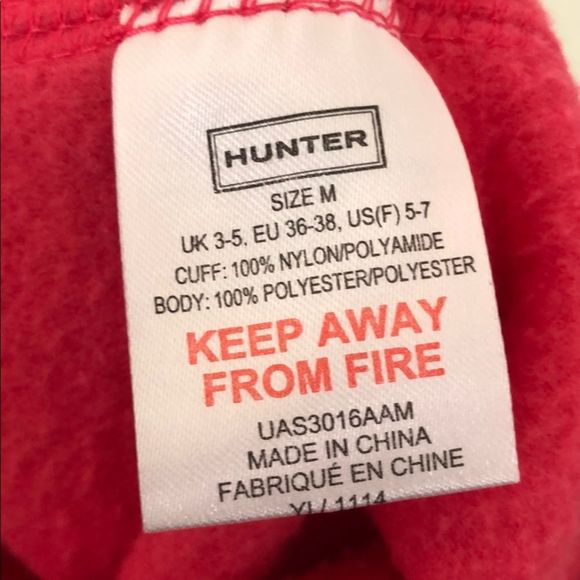 HUNTER
SIZE M
UK 3-5, EU 36-38, US(F) 5-7
CUFF: 100% NYLON/POLYAMIDE
BODY: 100% POLYESTER/POLYESTER
KEEP AWAY
FROM FIRE
UAS3016AAM
MADE IN CHINA
FABRIQUÉ EN CHINE
1114